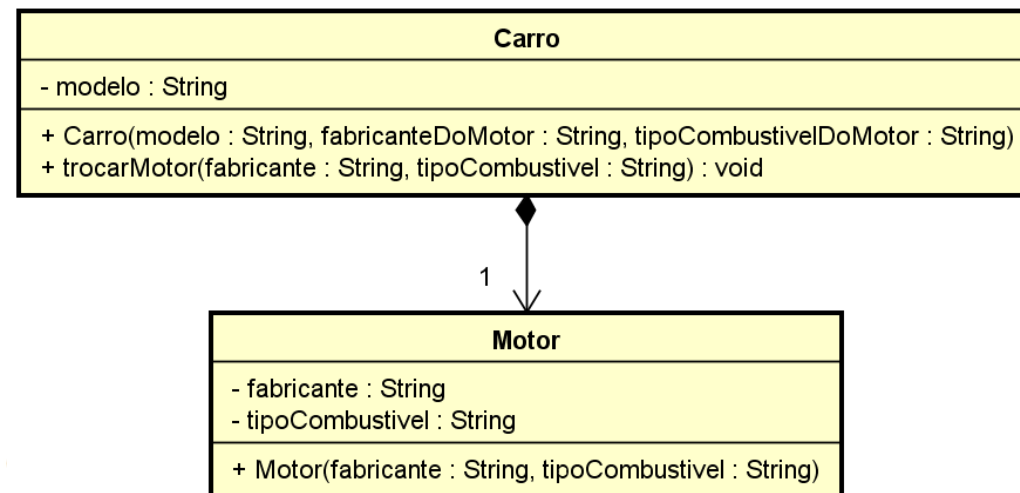 Carro
- modelo : String
+ Carro(modelo : String, fabricanteDoMotor : String, tipoCombustivelDoMotor : String)
+ trocarMotor(fabricante : String, tipoCombustivel : String) : void
1
Motor
- fabricante : String
- tipoCombustivel : String
+ Motor(fabricante : String, tipoCombustivel : String)